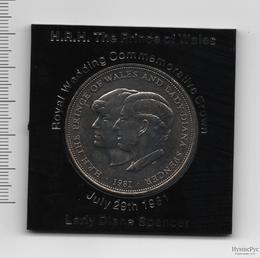 H.R.H. The Prince of Wales
Royal Wedding Commemorative Crown
H.R.H. THE PRINCE OF WALES AND LADY DIANA SPENCER
· 1981 ·
July 29th 1981
Lady Diana Spencer
НумисРус